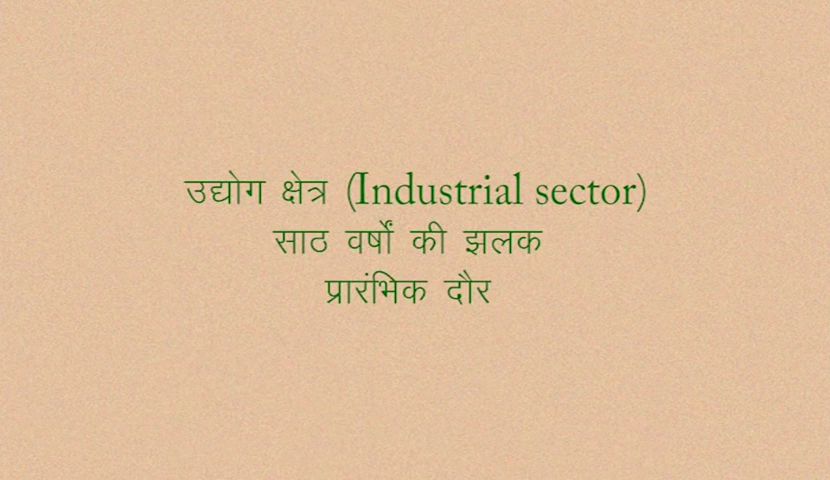 उद्योग क्षेत्र (Industrial sector)
साठ वर्षों की झलक
प्रारंभिक दौर